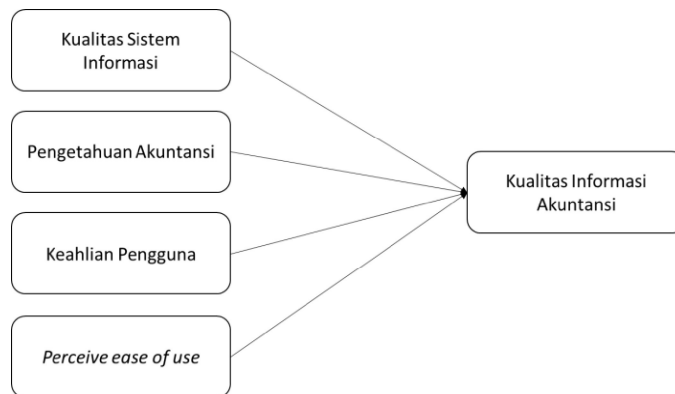 Kualitas Sistem
Informasi
Pengetahuan Akuntansi
Kualitas Informasi
Akuntansi
Keahlian Pengguna
Perceive ease of use